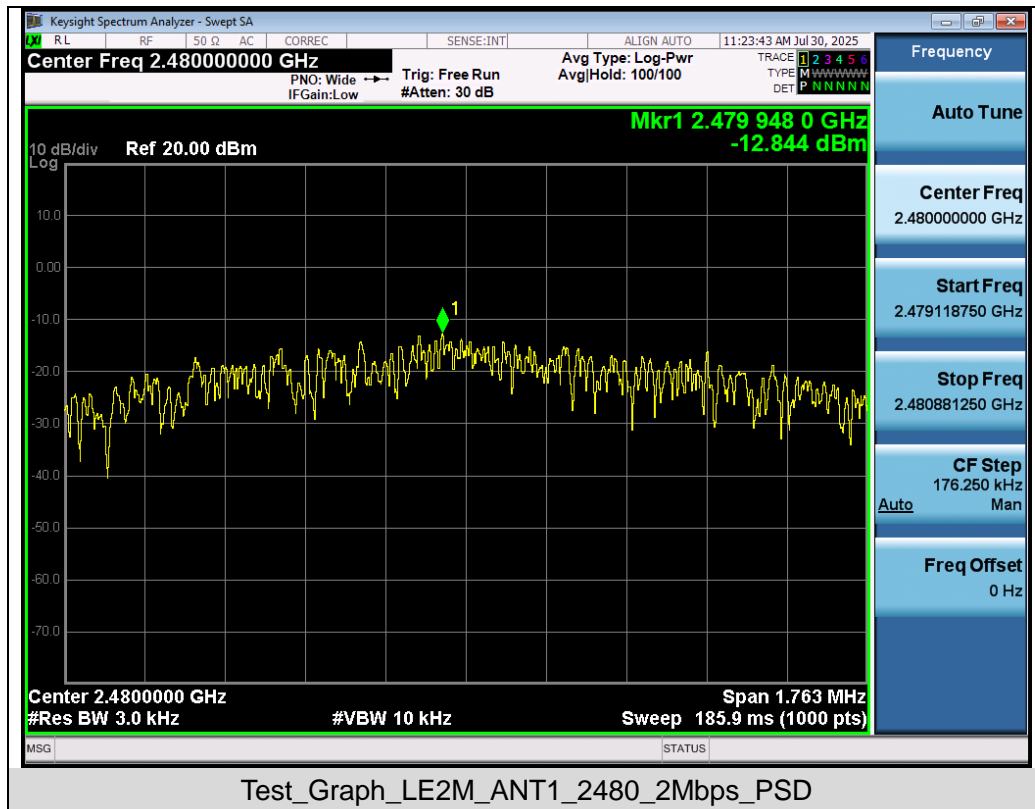 Keysight Spectrum Analyzer - Swept SA
LXI RL RF 50 Ω AC CORREC SENSE:INT ALIGN AUTO 11:23:43 AM Jul 30, 2025
Center Freq 2.480000000 GHz
PNO: Wide
IFGain:Low
Trig: Free Run
#Atten: 30 dB
Avg Type: Log-Pwr
Avg|Hold: 100/100
TRACE 1 2 3 4 5 6
TYPE M WWWWW
DET P N N N N N
Mkr1 2.479 948 0 GHz
-12.844 dBm
10 dB/div Ref 20.00 dBm
Log
10.0
0.00
-10.0
-20.0
-30.0
-40.0
-50.0
-60.0
-70.0
1
Center 2.4800000 GHz Span 1.763 MHz
#Res BW 3.0 kHz #VBW 10 kHz Sweep 185.9 ms (1000 pts)
MSG STATUS
Frequency
Auto Tune
Center Freq
2.480000000 GHz
Start Freq
2.479118750 GHz
Stop Freq
2.480881250 GHz
CF Step
176.250 kHz
Auto Man
Freq Offset
0 Hz
Test_Graph_LE2M_ANT1_2480_2Mbps_PSD